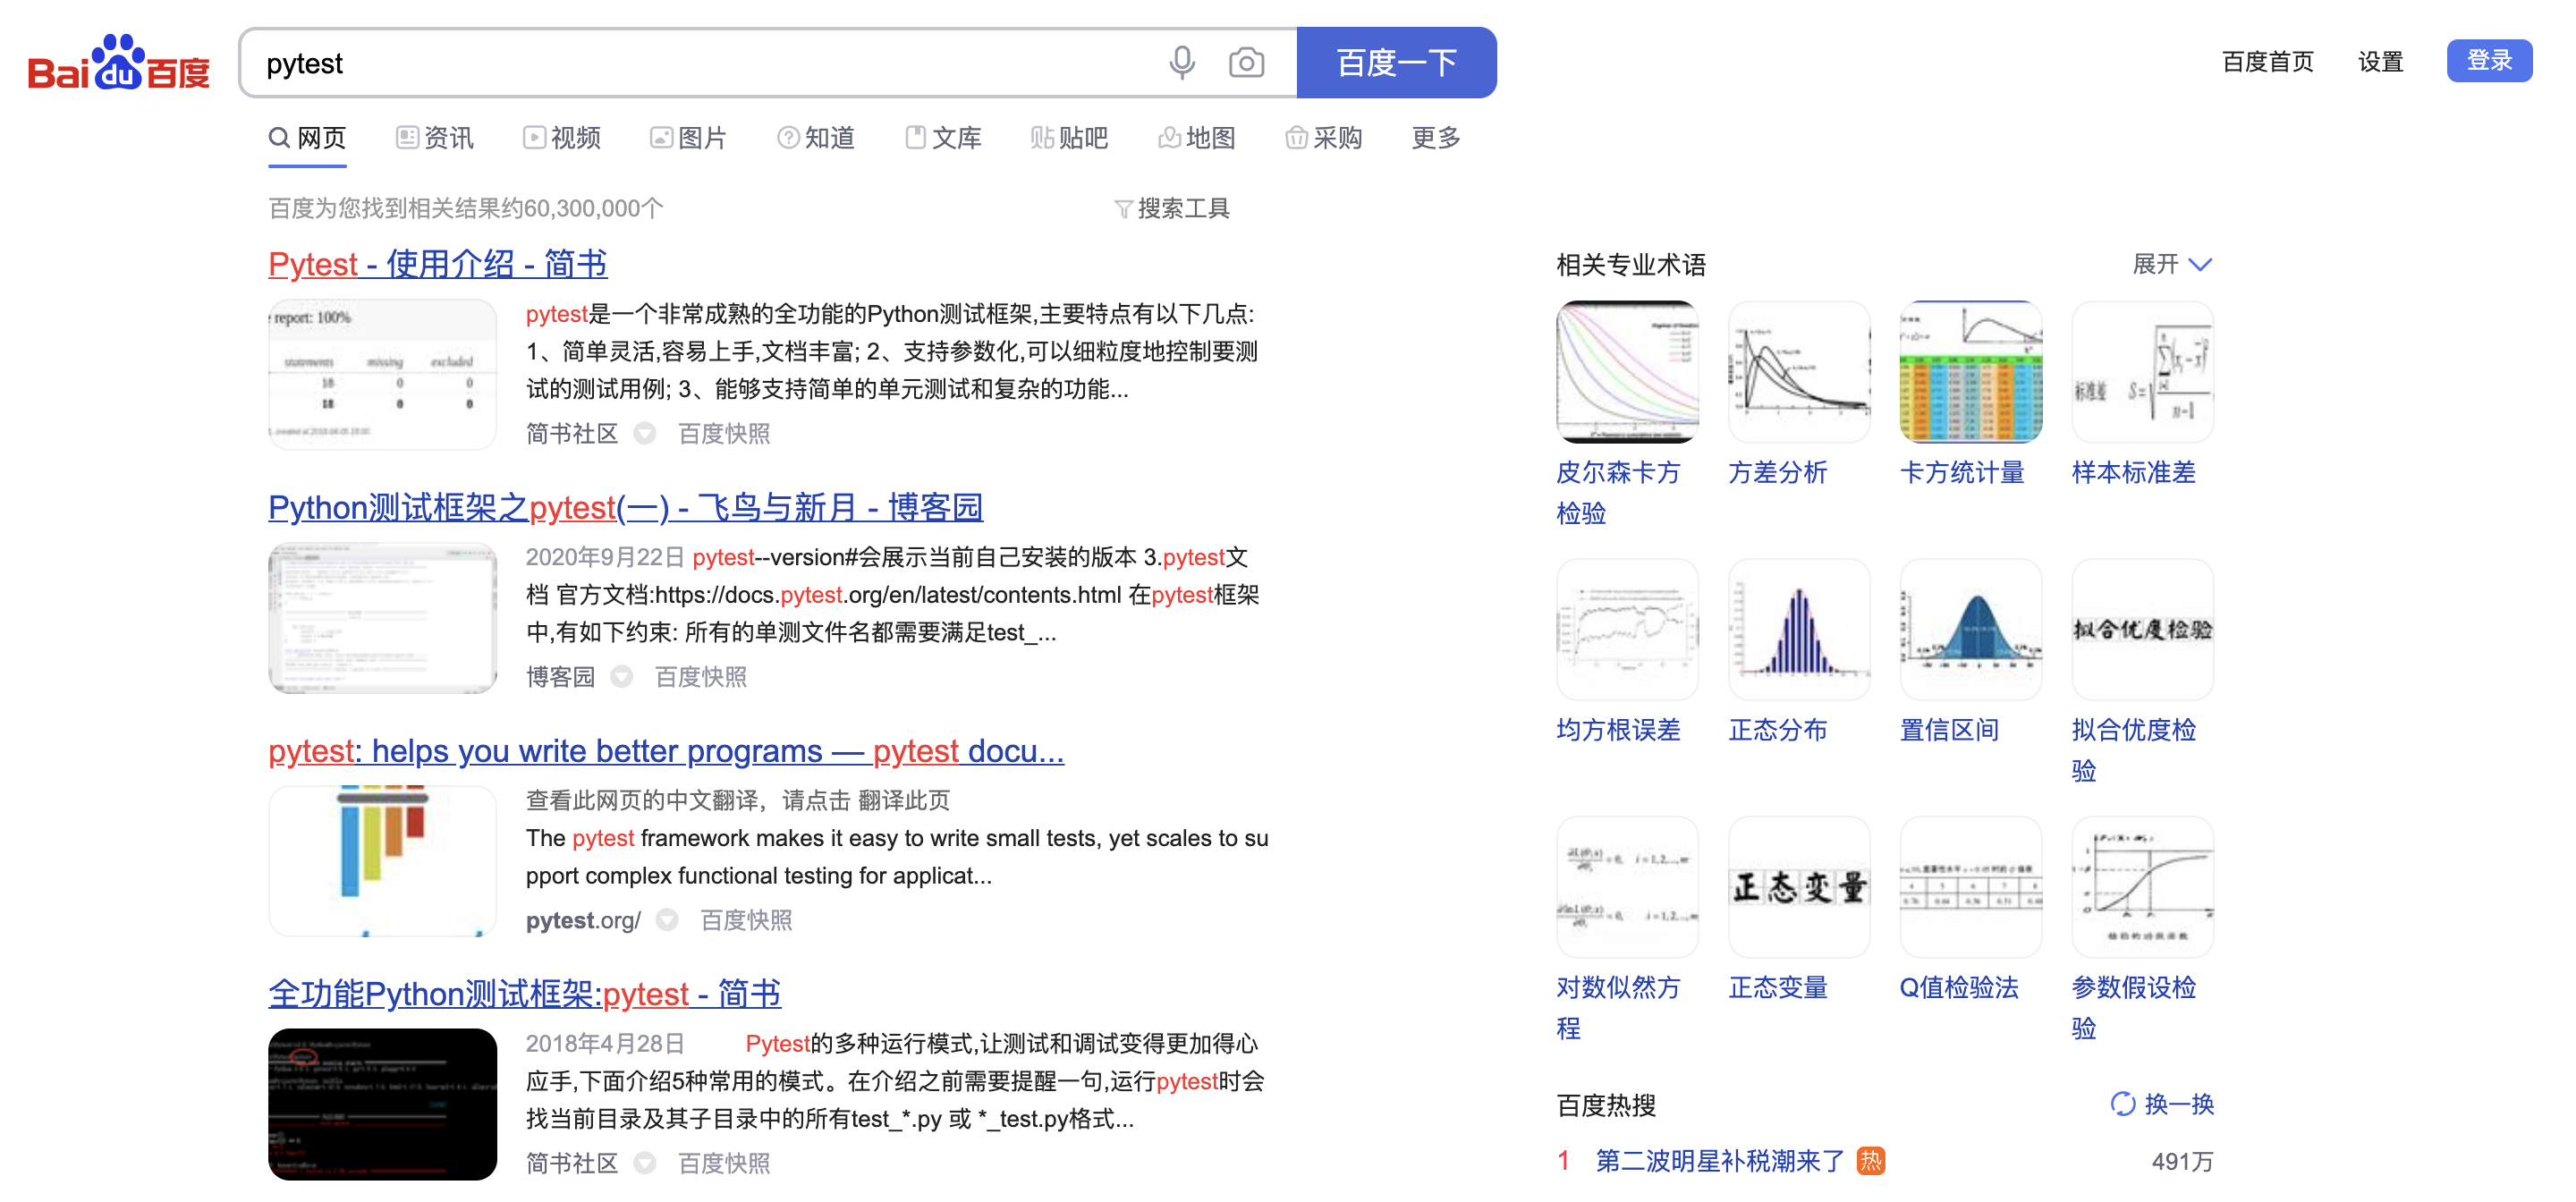 Bai du 百度
pytest
百度一下
百度首页
设置
登录
网页
资讯
视频
图片
知道
文库
贴吧
地图
采购
更多
百度为您找到相关结果约60,300,000个
搜索工具
Pytest - 使用介绍 - 简书
report: 100%
statements missing excluded
18 0 0
18 0 0
pytest是一个非常成熟的全功能的Python测试框架,主要特点有以下几点:
1、简单灵活,容易上手,文档丰富; 2、支持参数化,可以细粒度地控制要测
试的测试用例; 3、能够支持简单的单元测试和复杂的功能...
简书社区 百度快照
Python测试框架之pytest(一) - 飞鸟与新月 - 博客园
2020年9月22日 pytest--version#会展示当前自己安装的版本 3.pytest文
档 官方文档:https://docs.pytest.org/en/latest/contents.html 在pytest框架
中,有如下约束: 所有的单测文件名都需要满足test_...
博客园 百度快照
pytest: helps you write better programs — pytest docu...
查看此网页的中文翻译，请点击 翻译此页
The pytest framework makes it easy to write small tests, yet scales to su
pport complex functional testing for applicat...
pytest.org/ 百度快照
全功能Python测试框架:pytest - 简书
2018年4月28日 Pytest的多种运行模式,让测试和调试变得更加得心
应手,下面介绍5种常用的模式。在介绍之前需要提醒一句,运行pytest时会
找当前目录及其子目录中的所有test_*.py 或 *_test.py格式...
简书社区 百度快照
相关专业术语
展开
标准差
皮尔森卡方
检验
方差分析
卡方统计量
样本标准差
拟合优度检验
均方根误差
正态分布
置信区间
拟合优度检
验
正态变量
对数似然方
程
正态变量
Q值检验法
参数假设检
验
百度热搜
换一换
1 第二波明星补税潮来了 热 491万